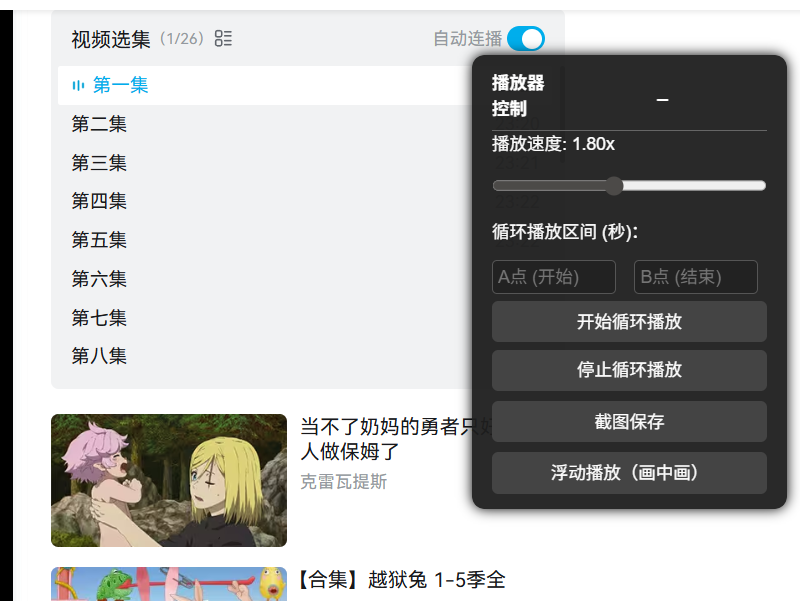 视频选集 (1/26)
自动连播
第一集
第二集
第三集
第四集
第五集
第六集
第七集
第八集
当不了奶妈的勇者只好
人做保姆了
克雷瓦提斯
【合集】越狱兔 1-5季全
播放器
控制
−
播放速度: 1.80x
23:21
23:22
循环播放区间 (秒):
A点 (开始)
B点 (结束)
开始循环播放
停止循环播放
截图保存
浮动播放（画中画）